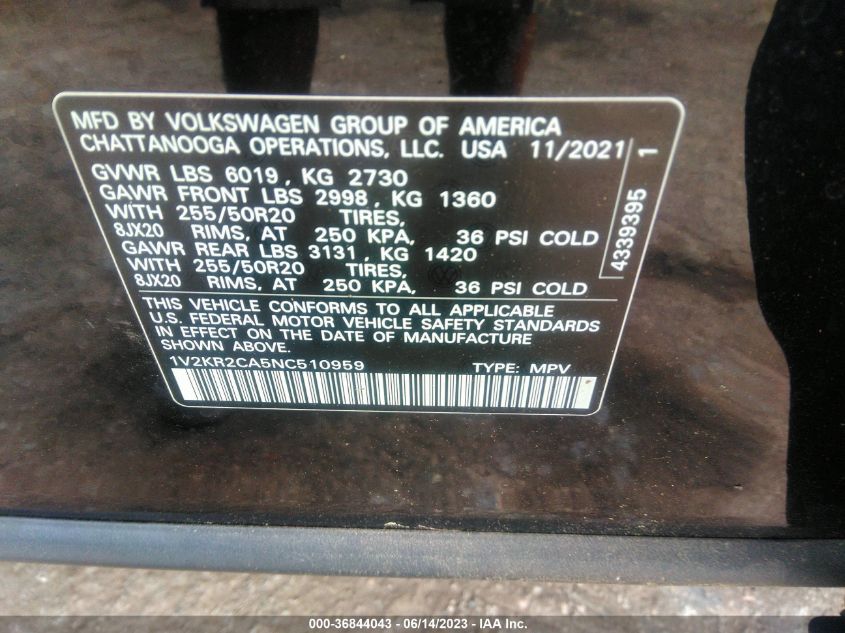 MFD BY VOLKSWAGEN GROUP OF AMERICA
CHATTANOOGA OPERATIONS, LLC. USA 11/2021
GVWR LBS 6019, KG 2730
GAWR FRONT LBS 2998, KG 1360
WITH 255/50R20 TIRES,
8JX20 RIMS, AT 250 KPA, 36 PSI COLD
GAWR REAR LBS 3131, KG 1420
WITH 255/50R20 TIRES,
8JX20 RIMS, AT 250 KPA, 36 PSI COLD
4339395 1
THIS VEHICLE CONFORMS TO ALL APPLICABLE
U.S. FEDERAL MOTOR VEHICLE SAFETY STANDARDS
IN EFFECT ON THE DATE OF MANUFACTURE
SHOWN ABOVE.
1V2KR2CA5NC510959 TYPE: MPV
000-36844043 - 06/14/2023 - IAA Inc.